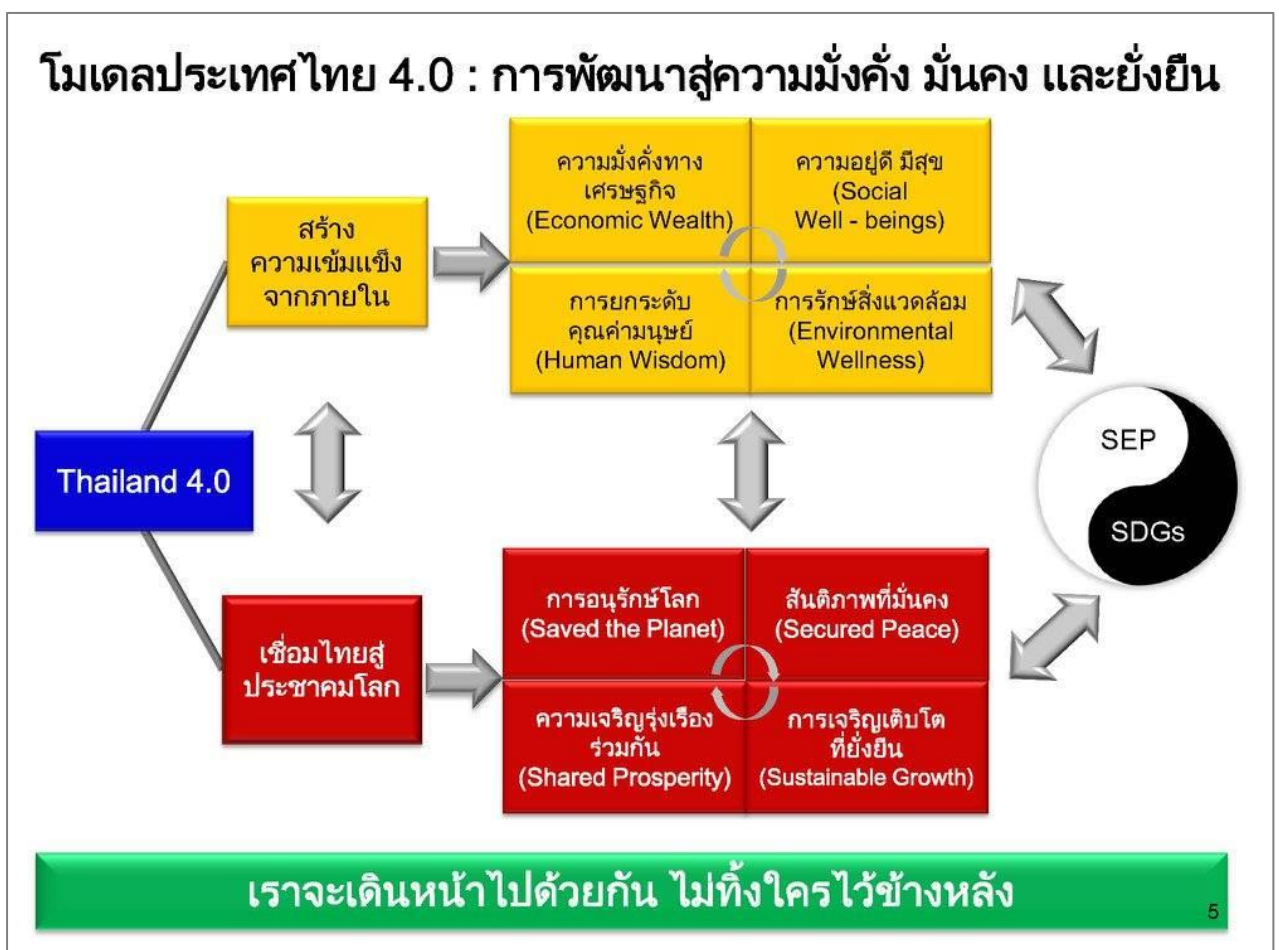 โมเดลประเทศไทย 4.0 : การพัฒนาสู่ความมั่งคั่ง มั่นคง และยั่งยืน
ความมั่งคั่งทาง
เศรษฐกิจ
(Economic Wealth)
ความอยู่ดี มีสุข
(Social
Well - beings)
สร้าง
ความเข้มแข็ง
จากภายใน
การยกระดับ
คุณค่ามนุษย์
(Human Wisdom)
การรักษ์สิ่งแวดล้อม
(Environmental
Wellness)
Thailand 4.0
SEP
SDGs
เชื่อมไทยสู่
ประชาคมโลก
การอนุรักษ์โลก
(Saved the Planet)
สันติภาพที่มั่นคง
(Secured Peace)
ความเจริญรุ่งเรือง
ร่วมกัน
(Shared Prosperity)
การเจริญเติบโต
ที่ยั่งยืน
(Sustainable Growth)
เราจะเดินหน้าไปด้วยกัน ไม่ทิ้งใครไว้ข้างหลัง
5